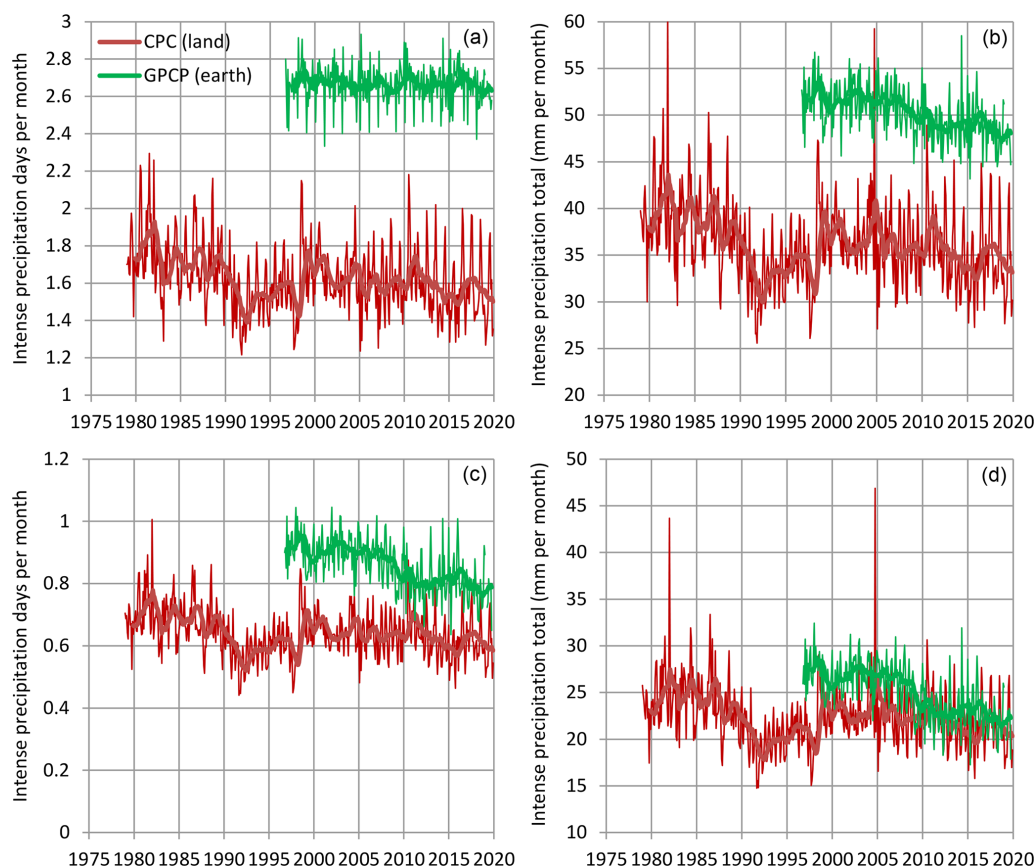 Intense precipitation days per month
3
2.8
2.6
2.4
2.2
2
1.8
1.6
1.4
1.2
1
CPC (land)
GPCP (earth)
(a)
1975 1980 1985 1990 1995 2000 2005 2010 2015 2020
Intense precipitation total (mm per month)
60
55
50
45
40
35
30
25
20
(b)
1975 1980 1985 1990 1995 2000 2005 2010 2015 2020
Intense precipitation days per month
1.2
1
0.8
0.6
0.4
0.2
0
(c)
1975 1980 1985 1990 1995 2000 2005 2010 2015 2020
Intense precipitation total (mm per month)
50
45
40
35
30
25
20
15
10
(d)
1975 1980 1985 1990 1995 2000 2005 2010 2015 2020